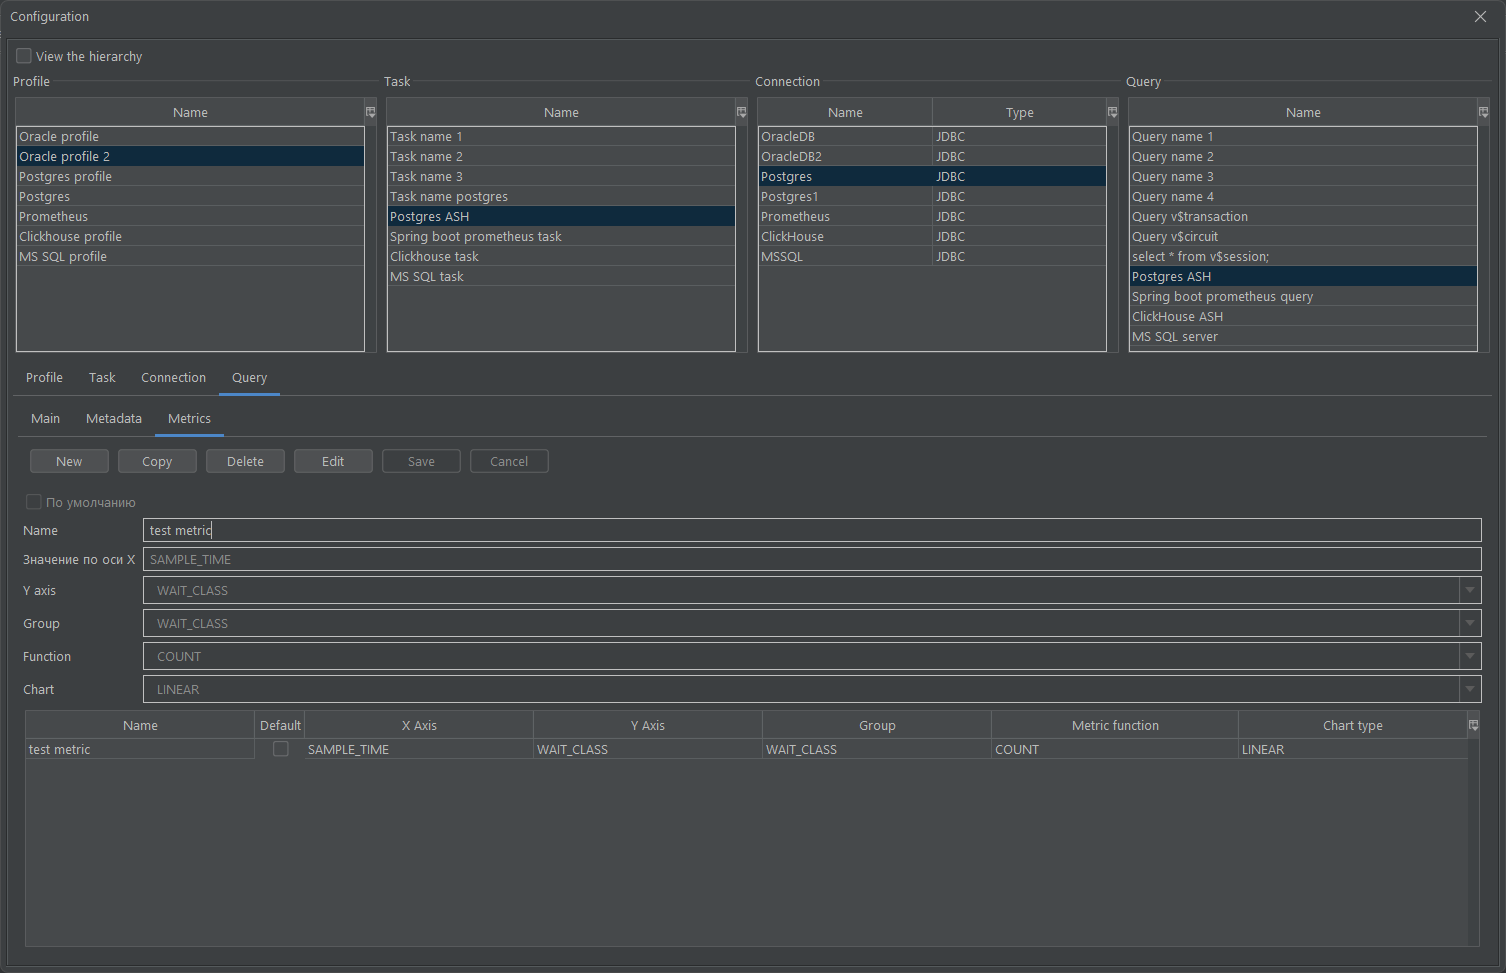 Configuration
View the hierarchy
Profile Task Connection Query
Name Name Name Type Name
Oracle profile Task name 1 OracleDB JDBC Query name 1
Oracle profile 2 Task name 2 OracleDB2 JDBC Query name 2
Postgres profile Task name 3 Postgres JDBC Query name 3
Postgres Task name postgres Postgres1 JDBC Query name 4
Prometheus Postgres ASH Prometheus JDBC Query v$transaction
Clickhouse profile Spring boot prometheus task ClickHouse JDBC Query v$circuit
MS SQL profile Clickhouse task MSSQL JDBC select * from v$session;
MS SQL task Postgres ASH
Spring boot prometheus query
ClickHouse ASH
MS SQL server
Profile Task Connection Query
Main Metadata Metrics
New Copy Delete Edit Save Cancel
По умолчанию
Name test metric
Значение по оси X SAMPLE_TIME
Y axis WAIT_CLASS
Group WAIT_CLASS
Function COUNT
Chart LINEAR
Name Default X Axis Y Axis Group Metric function Chart type
test metric SAMPLE_TIME WAIT_CLASS WAIT_CLASS COUNT LINEAR